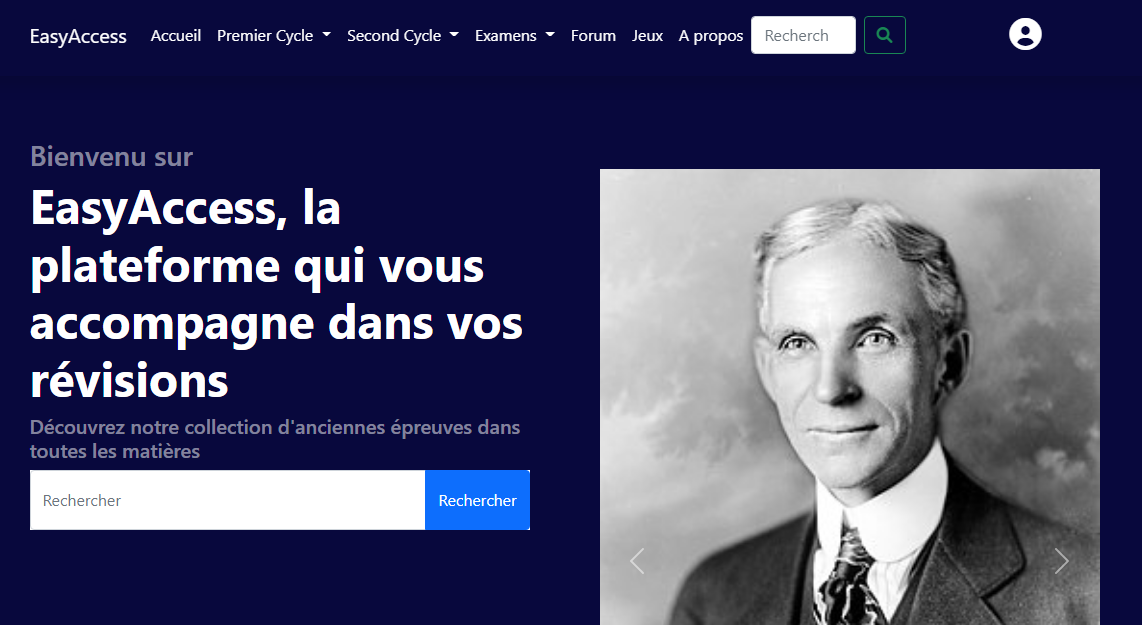 EasyAccess Accueil Premier Cycle Second Cycle Examens Forum Jeux A propos Recherch
Bienvenu sur
EasyAccess, la
plateforme qui vous
accompagne dans vos
révisions
Découvrez notre collection d'anciennes épreuves dans
toutes les matières
Rechercher Rechercher